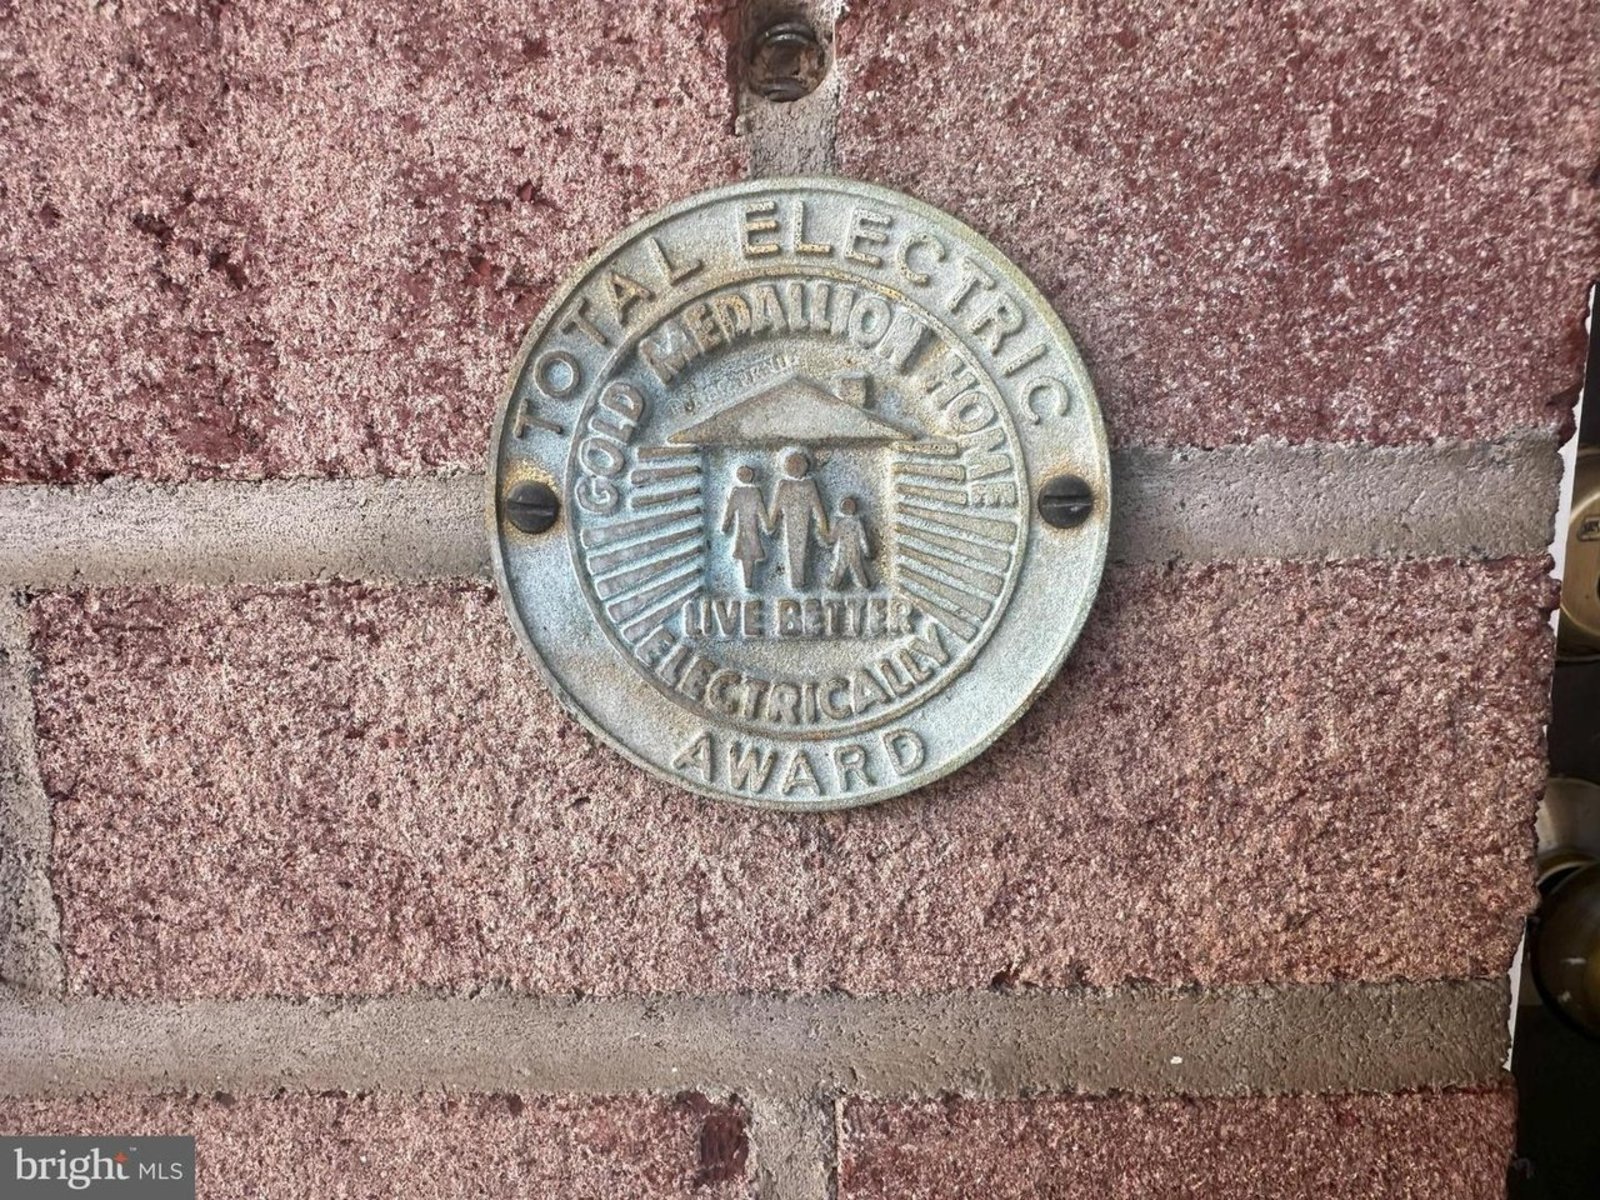 TOTAL ELECTRIC
GOLD MEDALLION HOME
LIVE BETTER
ELECTRICALLY
AWARD
bright MLS